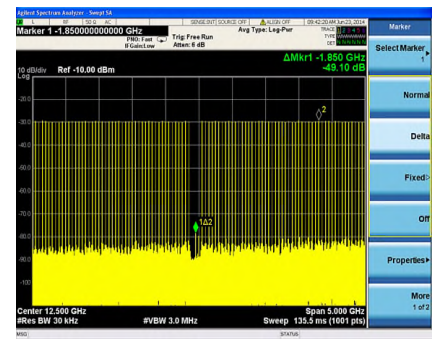 Agilent Spectrum Analyzer - Swept SA
L RF 50 Ω AC SENSE:INT SOURCE OFF ALIGN OFF 09:42:20 AM Jun 23, 2014
Marker 1 -1.850000000000 GHz Avg Type: Log-Pwr TRACE
PNO: Fast Trig: Free Run TYPE
IFGain:Low Atten: 6 dB DET
ΔMkr1 -1.850 GHz
-49.10 dB
10 dB/div Ref -10.00 dBm
Log
-20.0
-30.0
-40.0
-50.0
-60.0
-70.0
-80.0
-90.0
-100
2
1Δ2
Center 12.500 GHz Span 5.000 GHz
#Res BW 30 kHz #VBW 3.0 MHz Sweep 135.5 ms (1001 pts)
MSG STATUS
Marker
Select Marker
1
Normal
Delta
Fixed
Off
Properties
More
1 of 2